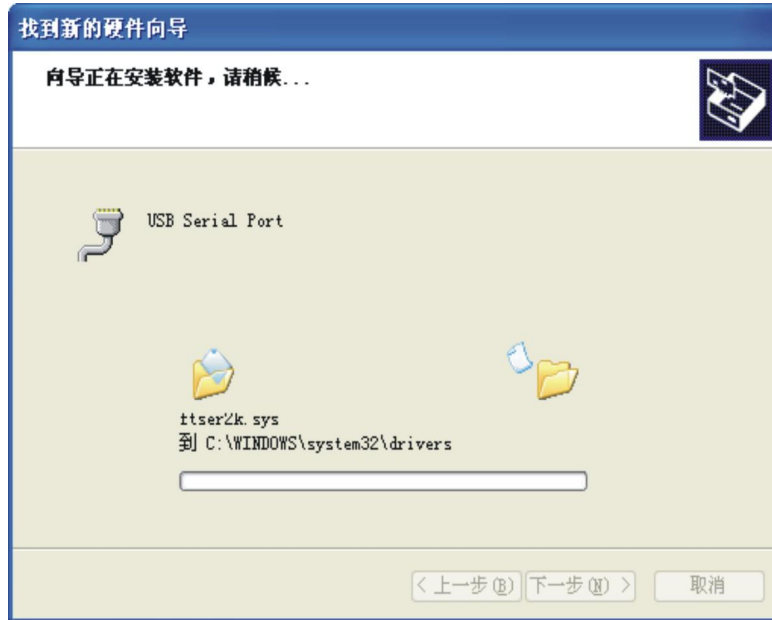 找到新的硬件向导
向导正在安装软件，请稍候...
USB Serial Port
ttser2k.sys
到 C:\WINDOWS\system32\drivers
< 上一步(B)
下一步(N) >
取消